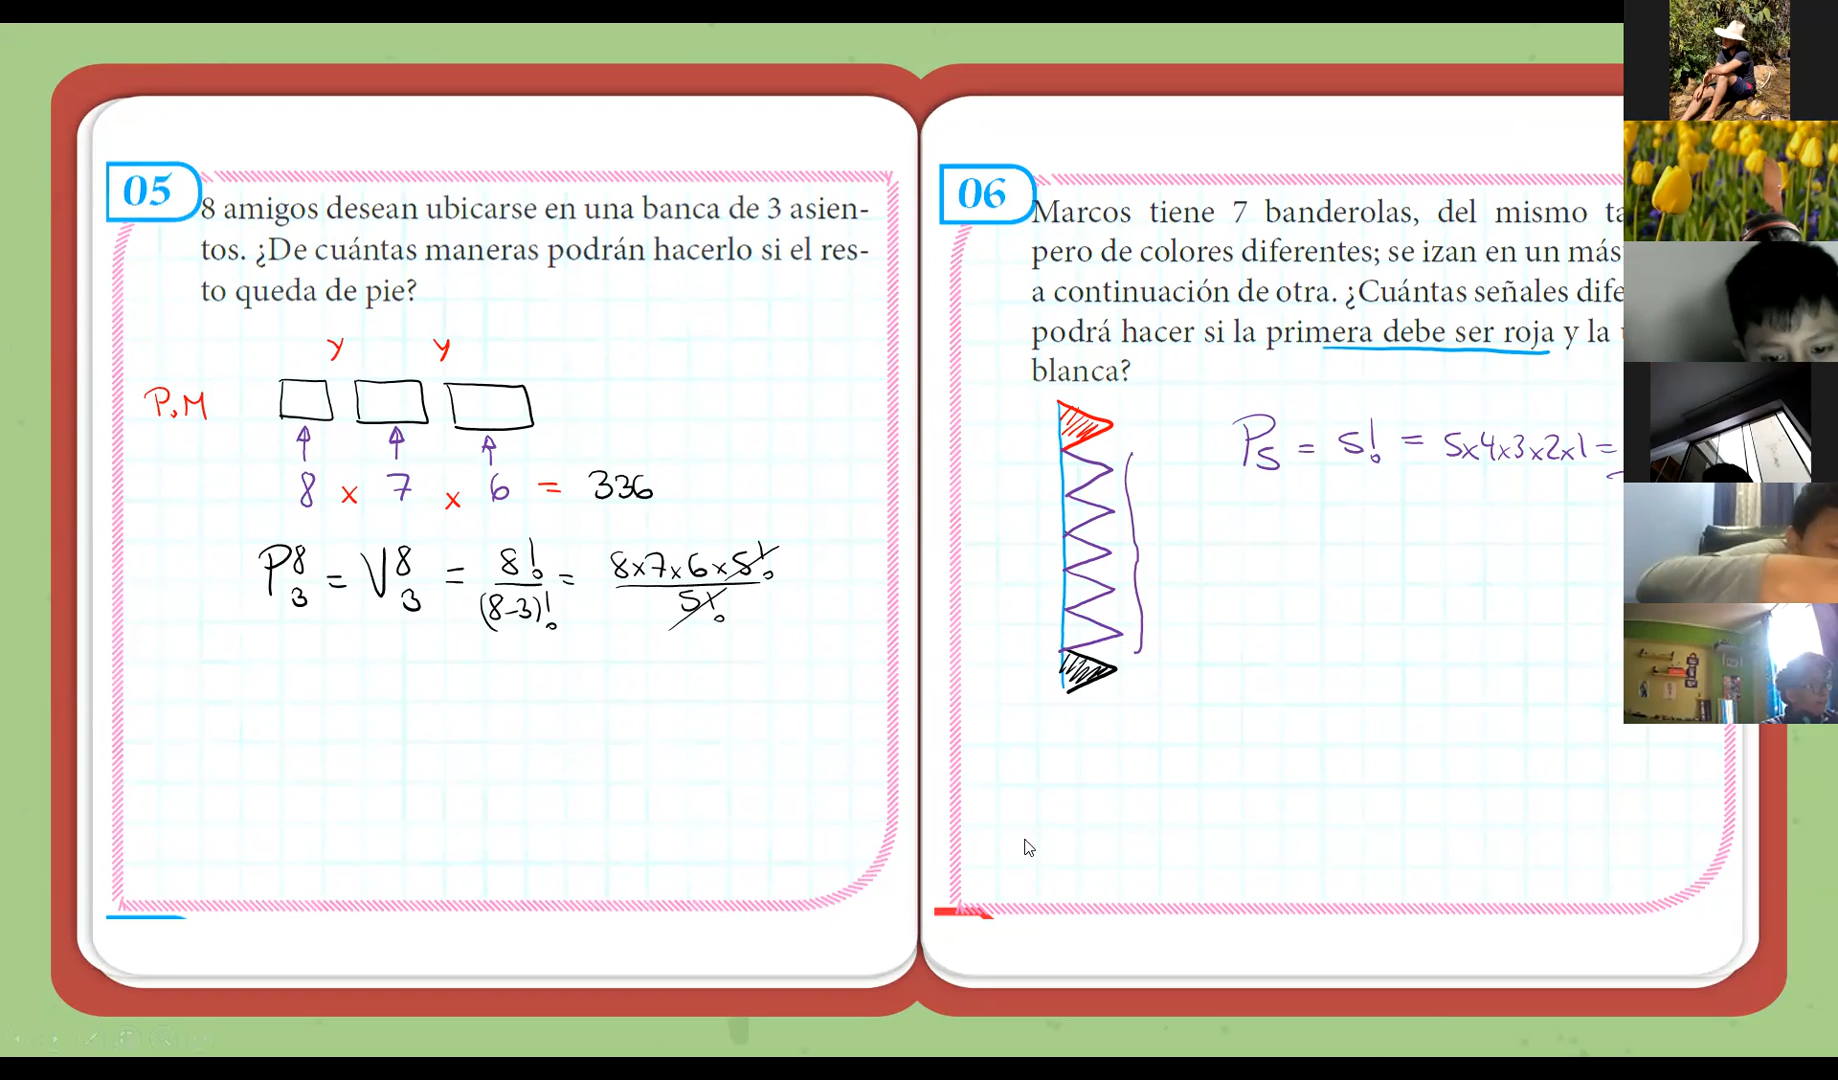 05
8 amigos desean ubicarse en una banca de 3 asien-
tos. ¿De cuántas maneras podrán hacerlo si el res-
to queda de pie?
y y
P.M
8 x 7 x 6 = 336
P⁸₃ = V⁸₃ = 8!/(8-3)! = 8x7x6x5!/5!
06
Marcos tiene 7 banderolas, del mismo
pero de colores diferentes; se izan en un
a continuación de otra. ¿Cuántas señales
podrá hacer si la primera debe ser roja y la
blanca?
P₅ = 5! = 5x4x3x2x1 =